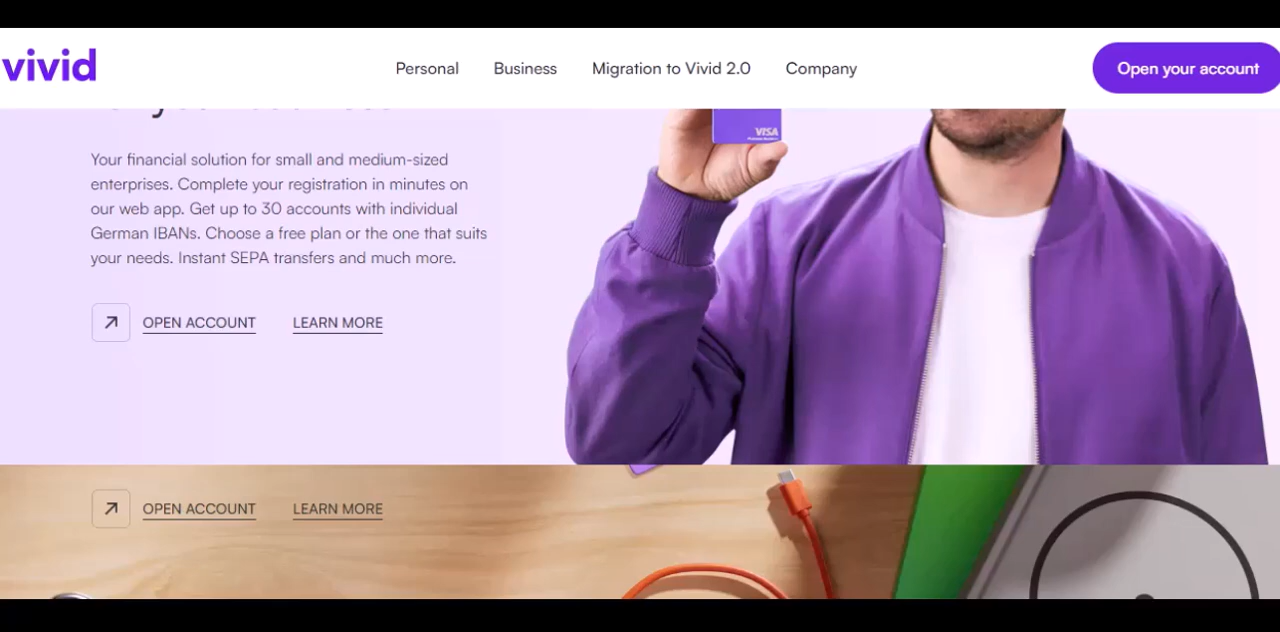 vivid
Personal
Business
Migration to Vivid 2.0
Company
Open your account
VISA
Your financial solution for small and medium-sized
enterprises. Complete your registration in minutes on
our web app. Get up to 30 accounts with individual
German IBANs. Choose a free plan or the one that suits
your needs. Instant SEPA transfers and much more.
OPEN ACCOUNT
LEARN MORE
OPEN ACCOUNT
LEARN MORE